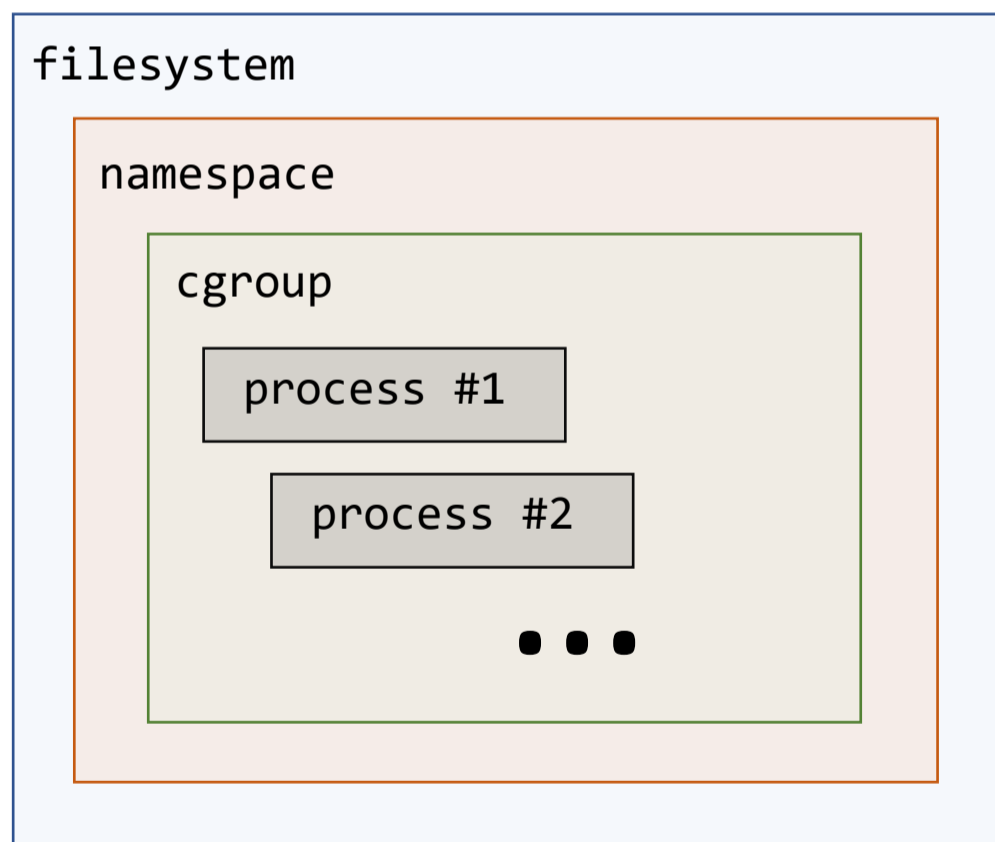 filesystem
namespace
cgroup
process #1
process #2
...